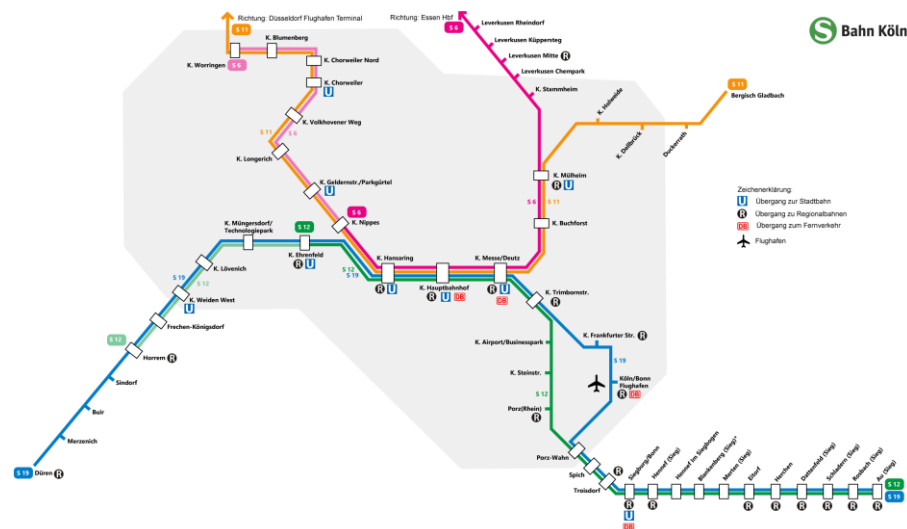 Richtung: Düsseldorf Flughafen Terminal
S 11
K. Blumenberg
K. Worringen
S 6
K. Chorweiler Nord
K. Chorweiler
U
K. Volkhovener Weg
S 11
S 6
K. Longerich
K. Geldernstr./Parkgürtel
U
S 6
K. Nippes
Richtung: Essen Hbf
S 6
Leverkusen Rheindorf
Leverkusen Küppersteg
Leverkusen Mitte R
Leverkusen Chempark
K. Stammheim
S Bahn Köln
S 11
Bergisch Gladbach
K. Holweide
K. Dellbrück
Duckterath
K. Mülheim
R U
S 6
S 11
K. Buchforst
Zeichenerklärung:
U Übergang zur Stadtbahn
R Übergang zu Regionalbahnen
DB Übergang zum Fernverkehr
Flughafen
K. Müngersdorf/
Technologiepark
S 12
K. Ehrenfeld
R U
S 12
S 19
K. Hansaring
R U
K. Hauptbahnhof
R U DB
K. Messe/Deutz
R U
DB
K. Lövenich
S 19
S 12
K. Weiden West
U
Frechen-Königsdorf
S 12
Horrem R
Sindorf
Buir
Merzenich
S 19
Düren R
K. Trimbornstr.
R
K. Airport/Businesspark
K. Frankfurter Str. R
S 19
K. Steinstr.
S 12
Köln/Bonn
Flughafen
R DB
Porz(Rhein)
R
Porz-Wahn
Spich
Troisdorf
R
Siegburg/Bonn
R
U
DB
Hennef (Sieg)
R
Hennef Im Siegbogen
Blankenberg (Sieg)*
Merten (Sieg)
Eitorf
R
Herchen
R
Dattenfeld (Sieg)
R
Schladern (Sieg)
R
Rosbach (Sieg)
R
Au (Sieg)
R
S 12
S 19